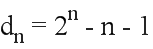 dₙ = 2ⁿ - n - 1